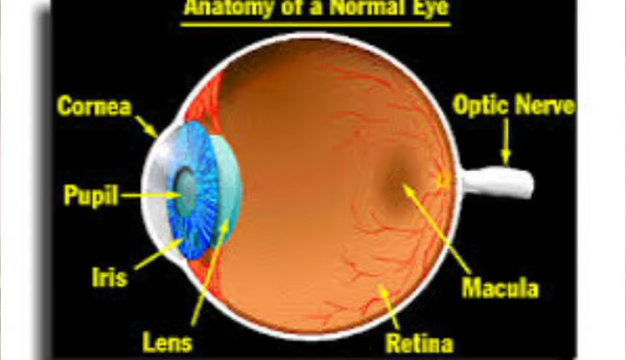 Anatomy of a Normal Eye
Cornea
Optic Nerve
Pupil
Iris
Macula
Lens
Retina